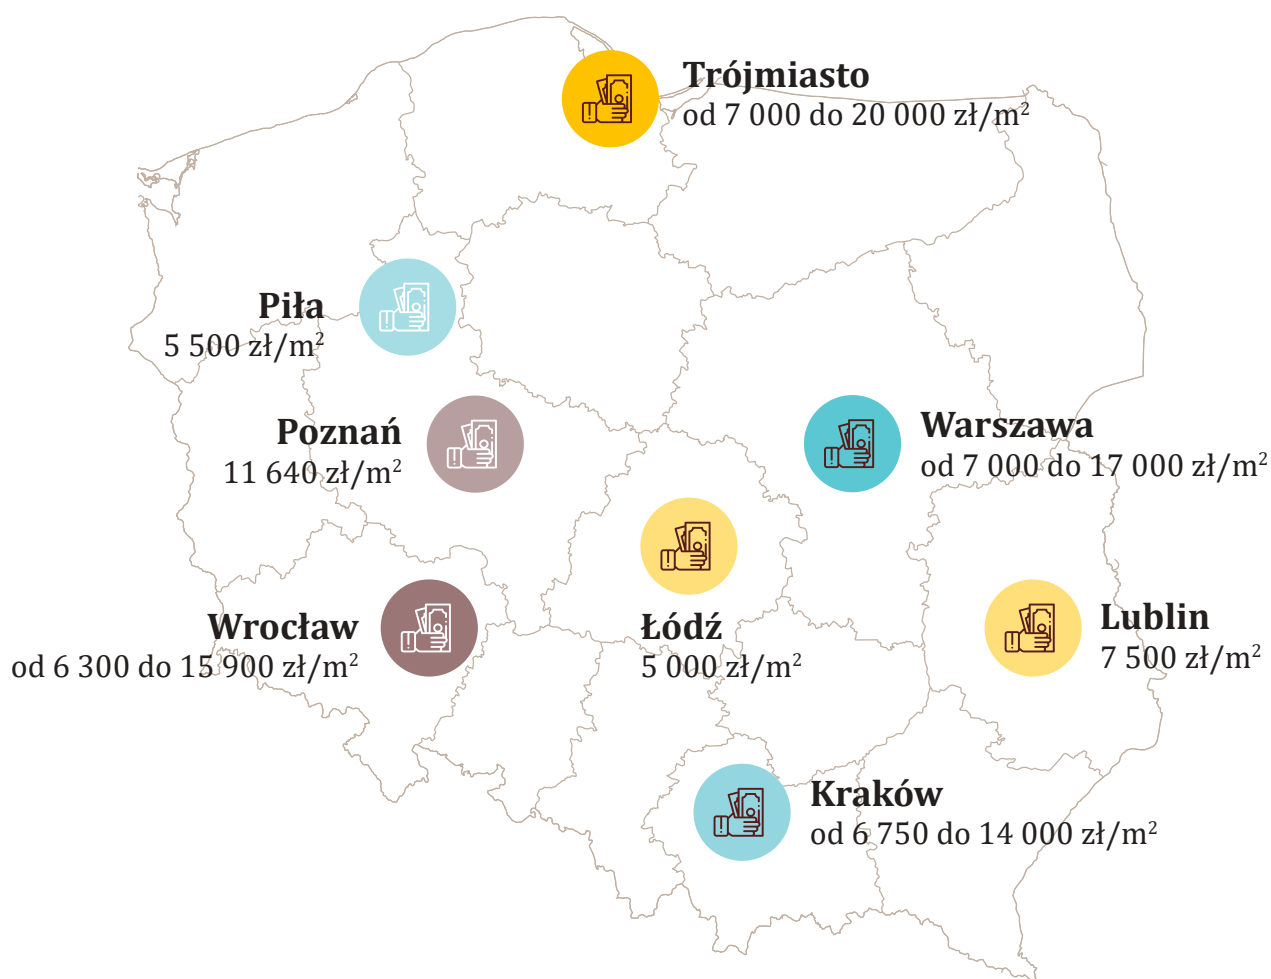 Trójmiasto
od 7 000 do 20 000 zł/m²
Piła
5 500 zł/m²
Poznań
11 640 zł/m²
Warszawa
od 7 000 do 17 000 zł/m²
Wrocław
od 6 300 do 15 900 zł/m²
Łódź
5 000 zł/m²
Lublin
7 500 zł/m²
Kraków
od 6 750 do 14 000 zł/m²